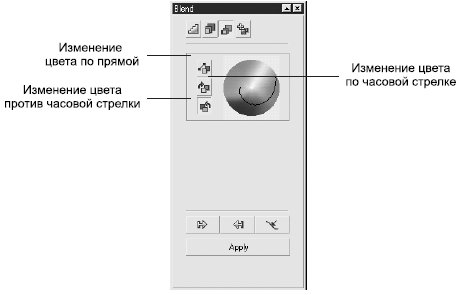 Blend
Изменение
цвета по прямой
Изменение цвета
против часовой стрелки
Изменение цвета
по часовой стрелке
Apply